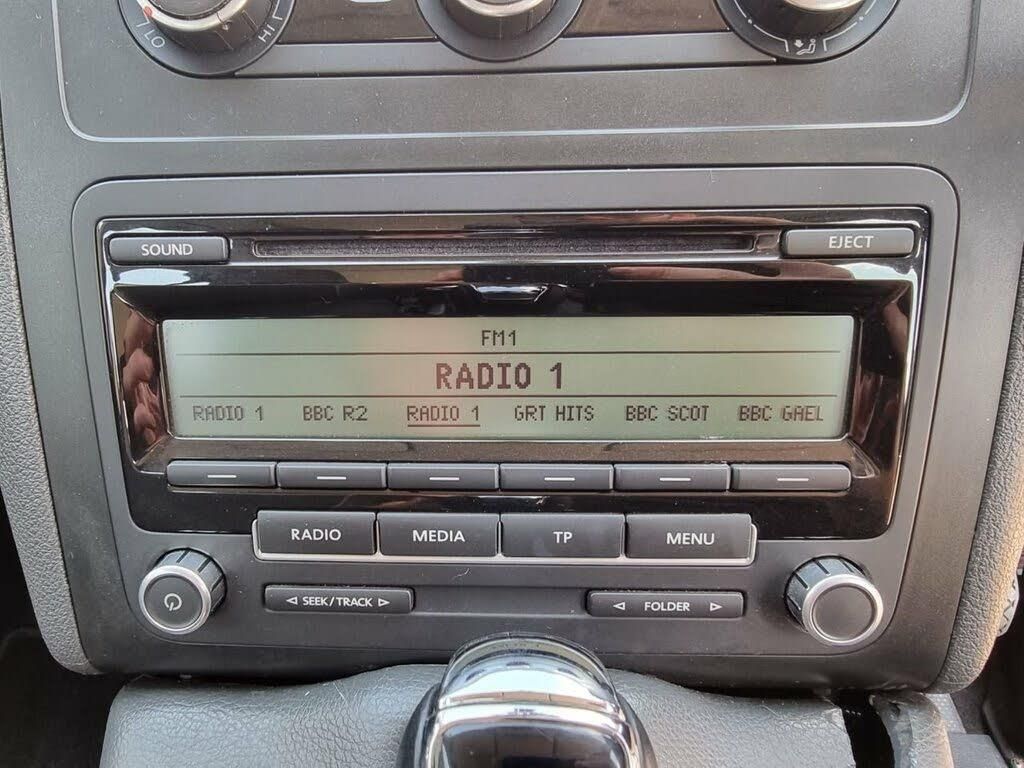 LO HI
SOUND EJECT
FM1
RADIO 1
RADIO 1 BBC R2 RADIO 1 GRT HITS BBC SCOT BBC GAEL
RADIO MEDIA TP MENU
SEEK/TRACK FOLDER